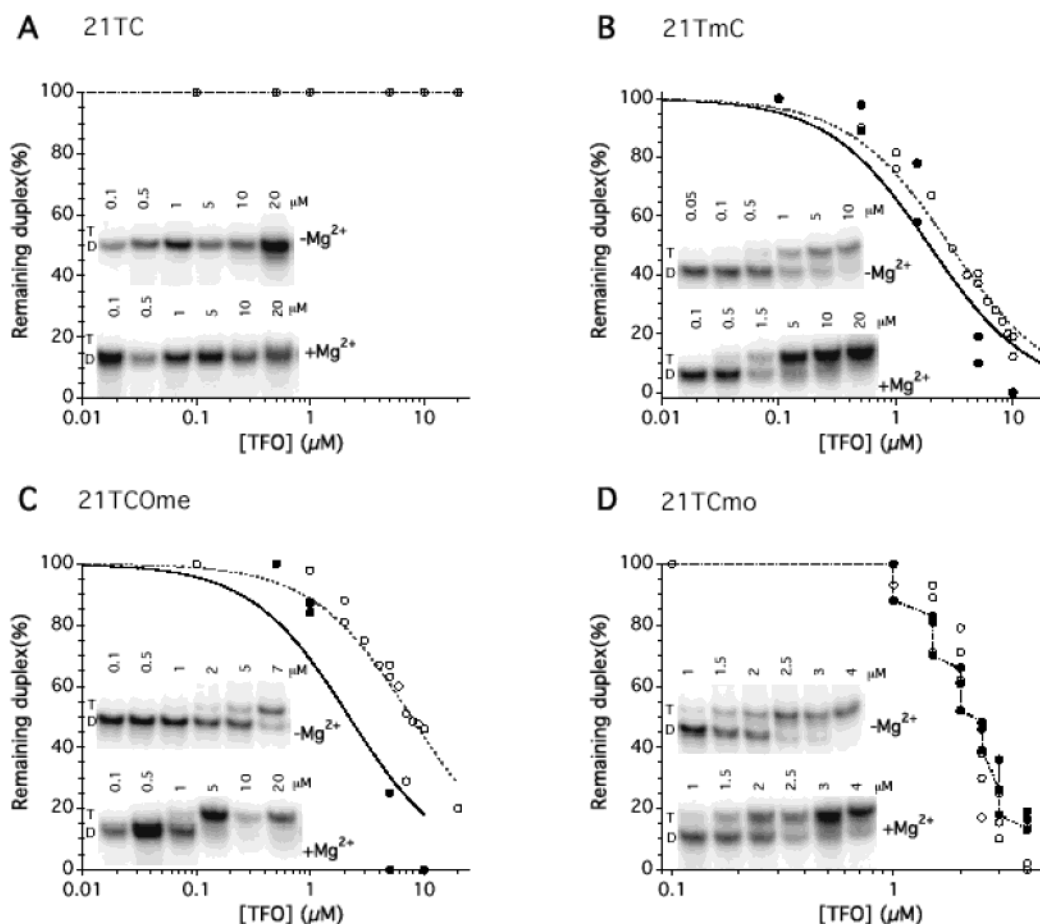 A 21TC
Remaining duplex(%)
100
80
60
40
20
0
0.1 0.5 1 5 10 20 µM
T
D
-Mg2+
0.1 0.5 1 5 10 20 µM
T
D
+Mg2+
0.01 0.1 1 10
[TFO] (µM)
B 21TmC
Remaining duplex(%)
100
80
60
40
20
0
0.05 0.1 0.5 1 5 10 µM
T
D
-Mg2+
0.1 0.5 1.5 5 10 20 µM
T
D
+Mg2+
0.01 0.1 1 10
[TFO] (µM)
C 21TCOme
Remaining duplex(%)
100
80
60
40
20
0
0.1 0.5 1 2 5 7 µM
T
D
-Mg2+
0.1 0.5 1 5 10 20 µM
T
D
+Mg2+
0.01 0.1 1 10
[TFO] (µM)
D 21TCmo
Remaining duplex(%)
100
80
60
40
20
0
1 1.5 2 2.5 3 4 µM
T
D
-Mg2+
1 1.5 2 2.5 3 4 µM
T
D
+Mg2+
0.1 1
[TFO] (µM)